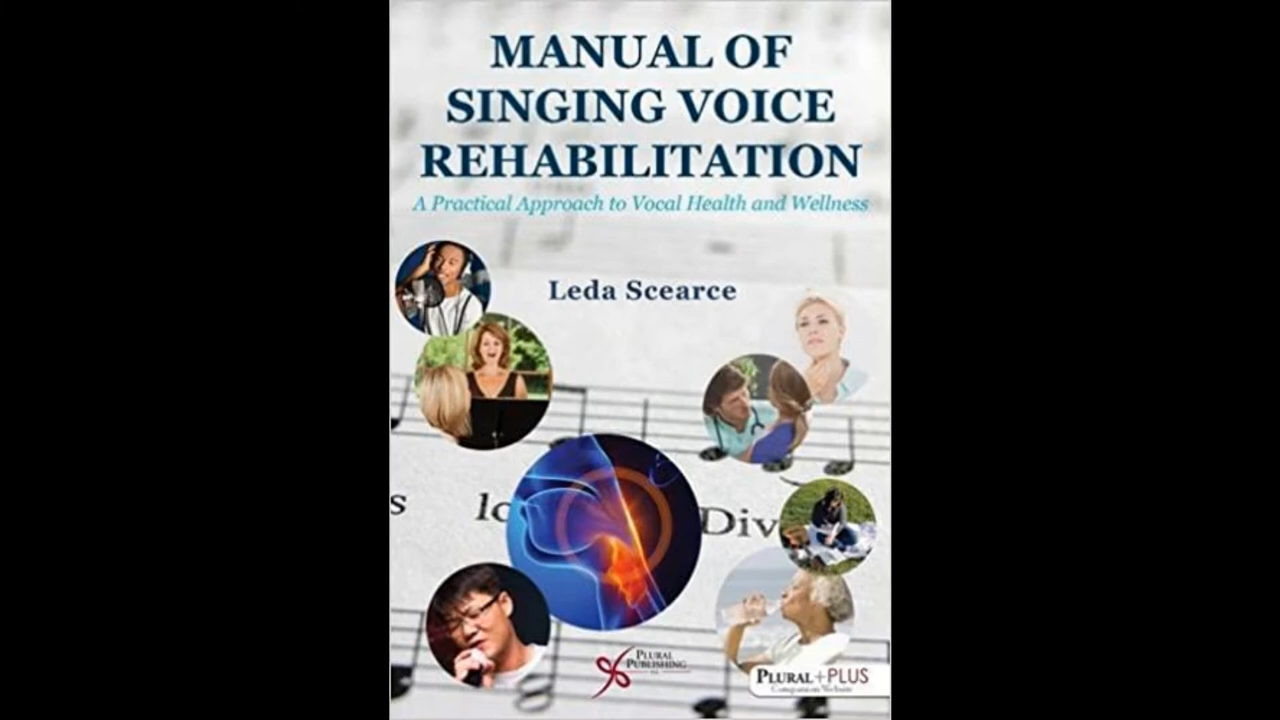 MANUAL OF
SINGING VOICE
REHABILITATION
A Practical Approach to Vocal Health and Wellness
Leda Scearce
s
lo
Div
8
PLURAL
PUBLISHING
PLURAL+PLUS
Companion Website